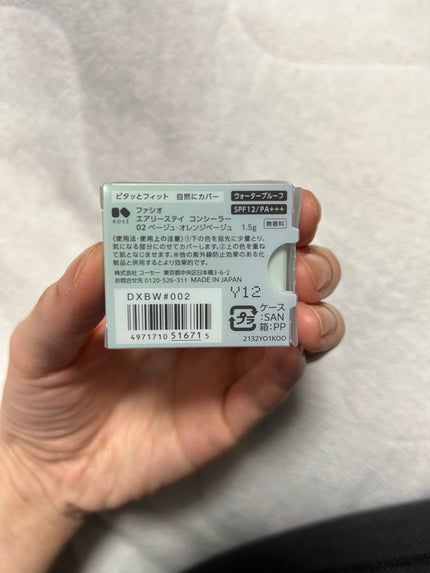 ピタッとフィット 自然にカバー ウォータープルーフ
KOSÉ ファシオ SPF12/PA+++
エアリーステイ コンシーラー
02 ベージュ・オレンジベージュ 1.5g 無香料
〈使用法・使用上の注意〉①下の色を指先に少量とり、
気になる部分にのせてカバーします。②上の色を重ね
て肌となじませます。※他の紫外線防止効果のある化
粧品と併用するとより効果的です。
株式会社 コーセー 東京都中央区日本橋3-6-2
お問合せ先 0120-526-311 MADE IN JAPAN
DXBW#002 Y12
プラ ケース
:SAN
箱:PP
4971710516715
2132Y01KOO